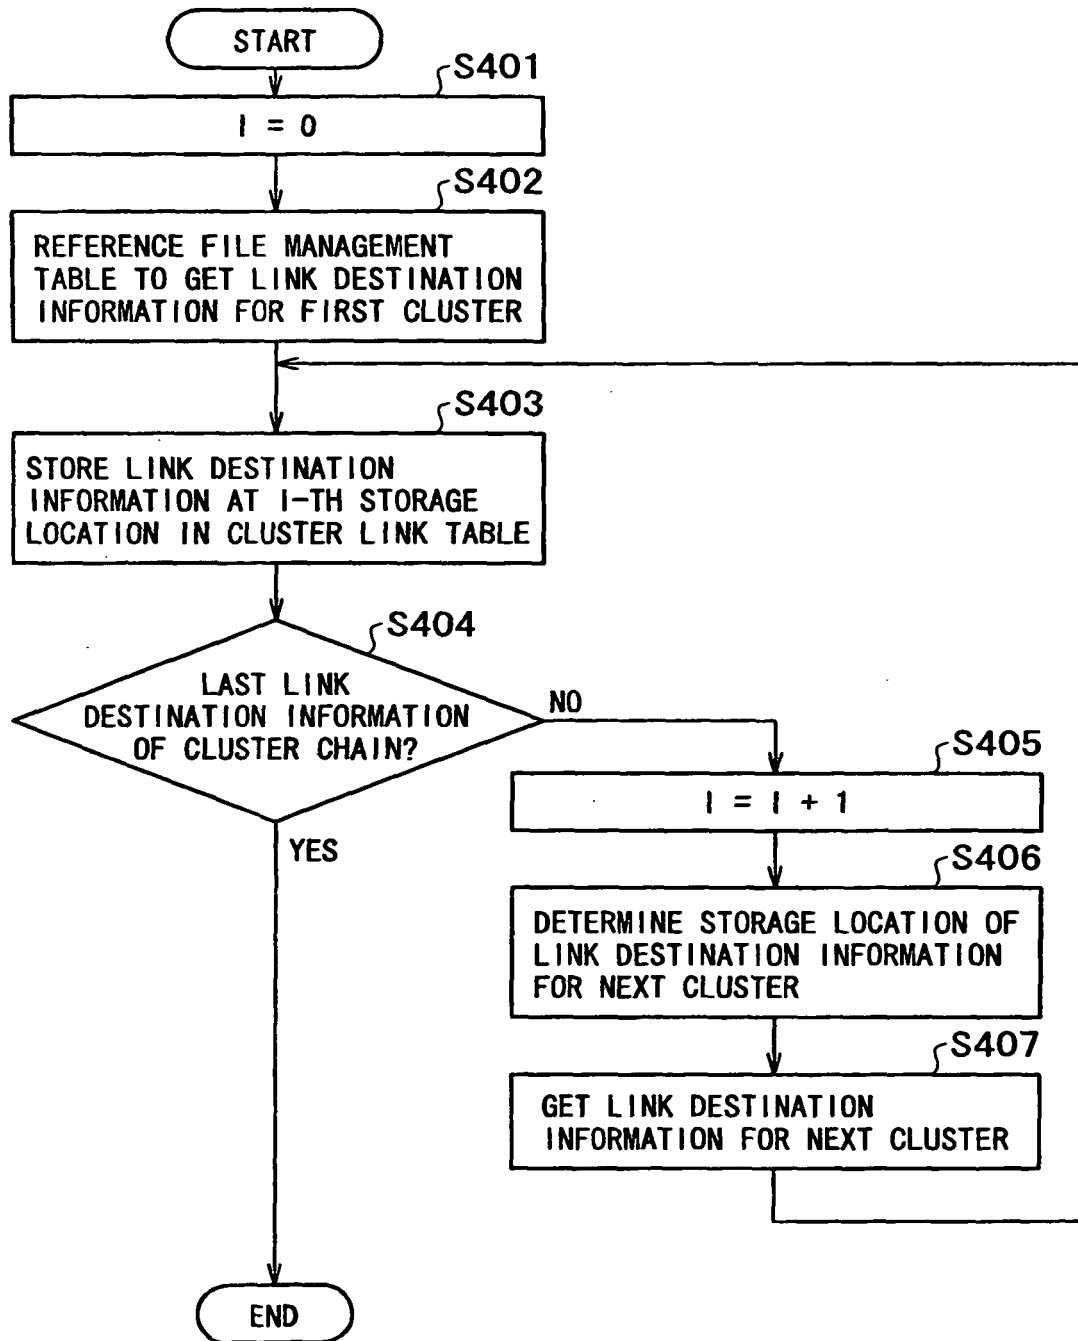 START
S401
I = 0
S402
REFERENCE FILE MANAGEMENT
TABLE TO GET LINK DESTINATION
INFORMATION FOR FIRST CLUSTER
S403
STORE LINK DESTINATION
INFORMATION AT I-TH STORAGE
LOCATION IN CLUSTER LINK TABLE
S404
LAST LINK
DESTINATION INFORMATION
OF CLUSTER CHAIN?
NO
YES
S405
I = I + 1
S406
DETERMINE STORAGE LOCATION OF
LINK DESTINATION INFORMATION
FOR NEXT CLUSTER
S407
GET LINK DESTINATION
INFORMATION FOR NEXT CLUSTER
END